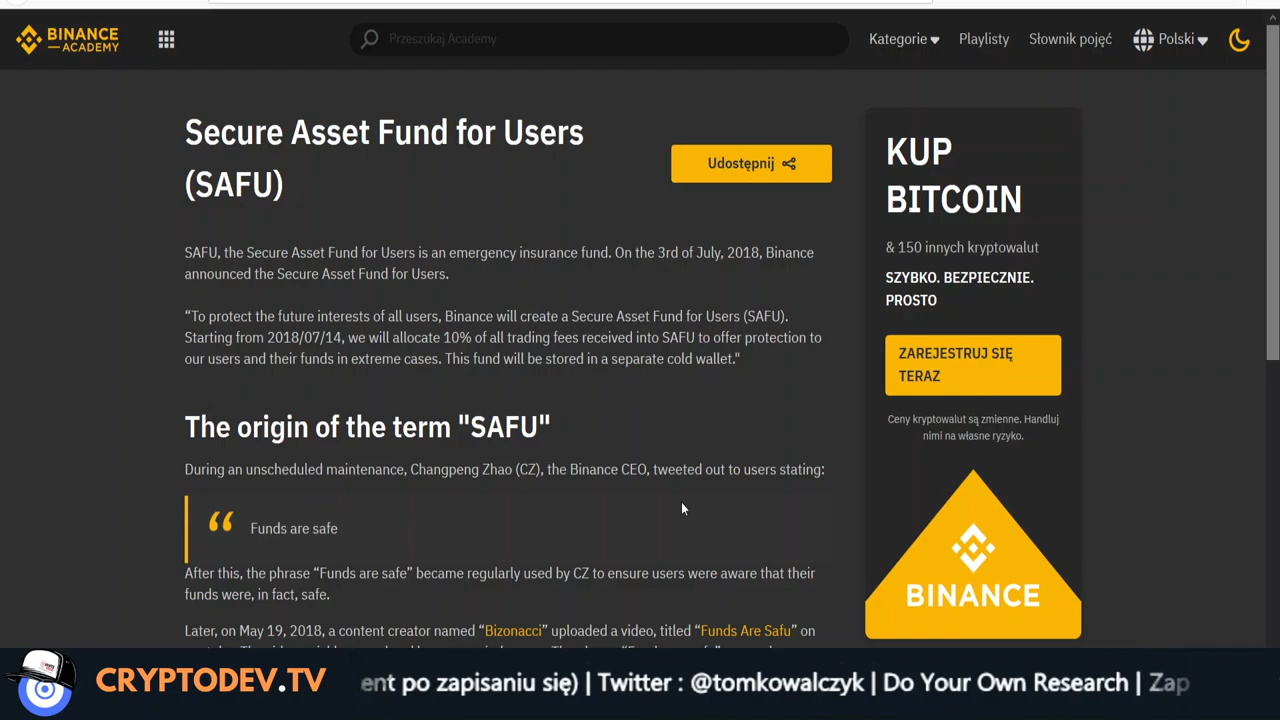 BINANCE
ACADEMY
Przeszukaj Academy
Kategorie
Playlisty
Słownik pojęć
Polski
Secure Asset Fund for Users
(SAFU)
Udostępnij
SAFU, the Secure Asset Fund for Users is an emergency insurance fund. On the 3rd of July, 2018, Binance
announced the Secure Asset Fund for Users.
“To protect the future interests of all users, Binance will create a Secure Asset Fund for Users (SAFU).
Starting from 2018/07/14, we will allocate 10% of all trading fees received into SAFU to offer protection to
our users and their funds in extreme cases. This fund will be stored in a separate cold wallet."
The origin of the term "SAFU"
During an unscheduled maintenance, Changpeng Zhao (CZ), the Binance CEO, tweeted out to users stating:
“ Funds are safe
After this, the phrase “Funds are safe” became regularly used by CZ to ensure users were aware that their
funds were, in fact, safe.
Later, on May 19, 2018, a content creator named “Bizonacci” uploaded a video, titled “Funds Are Safu” on
KUP
BITCOIN
& 150 innych kryptowalut
SZYBKO. BEZPIECZNIE.
PROSTO
ZAREJESTRUJ SIĘ
TERAZ
Ceny kryptowalut są zmienne. Handluj
nimi na własne ryzyko.
BINANCE
CRYPTODEV.TV
ent po zapisaniu się) | Twitter : @tomkowalczyk | Do Your Own Research | Zap